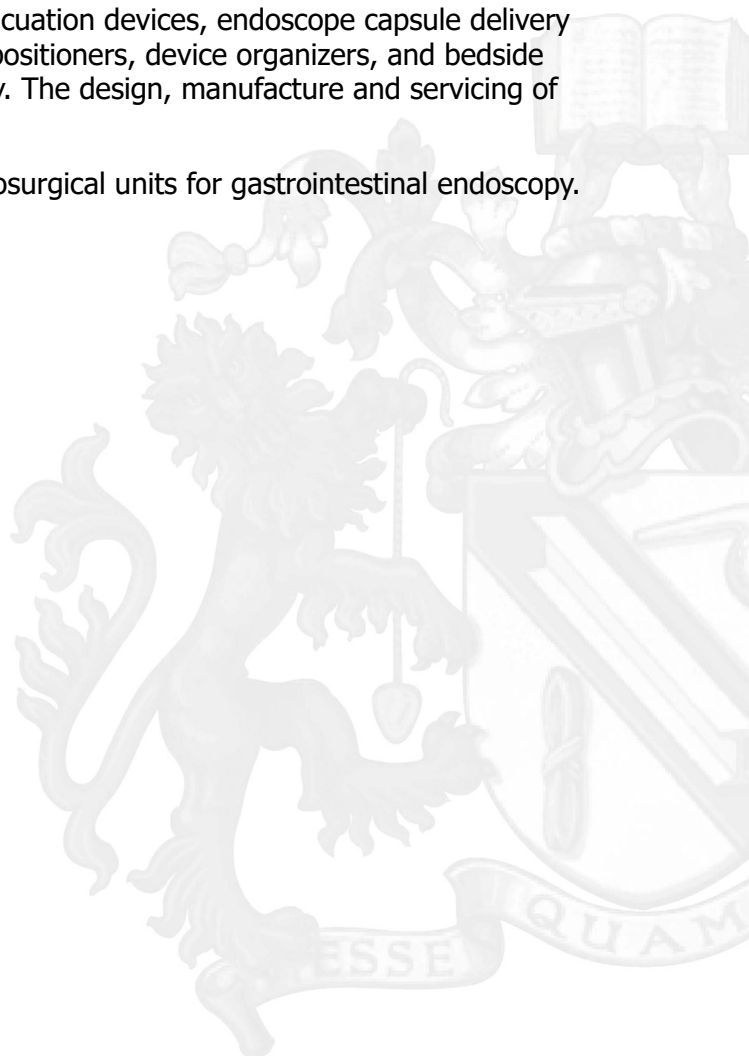 cuation devices, endoscope capsule delivery
positioners, device organizers, and bedside
. The design, manufacture and servicing of
osurgical units for gastrointestinal endoscopy.
ESSE
QUAM